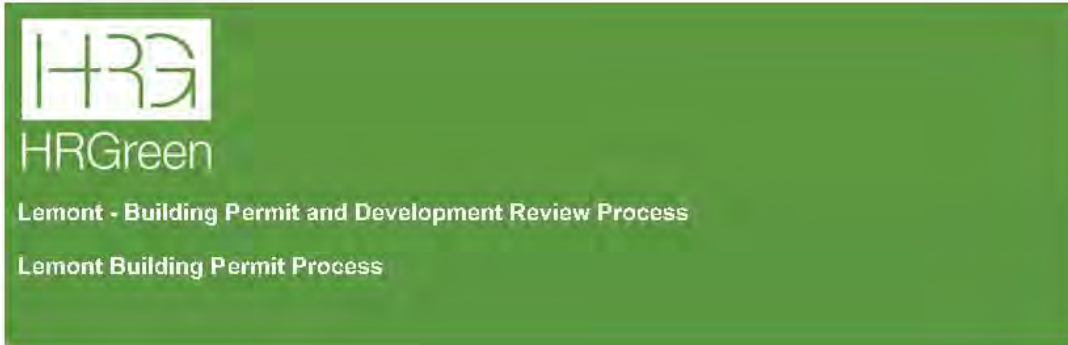 HRG
HRGreen
Lemont - Building Permit and Development Review Process
Lemont Building Permit Process